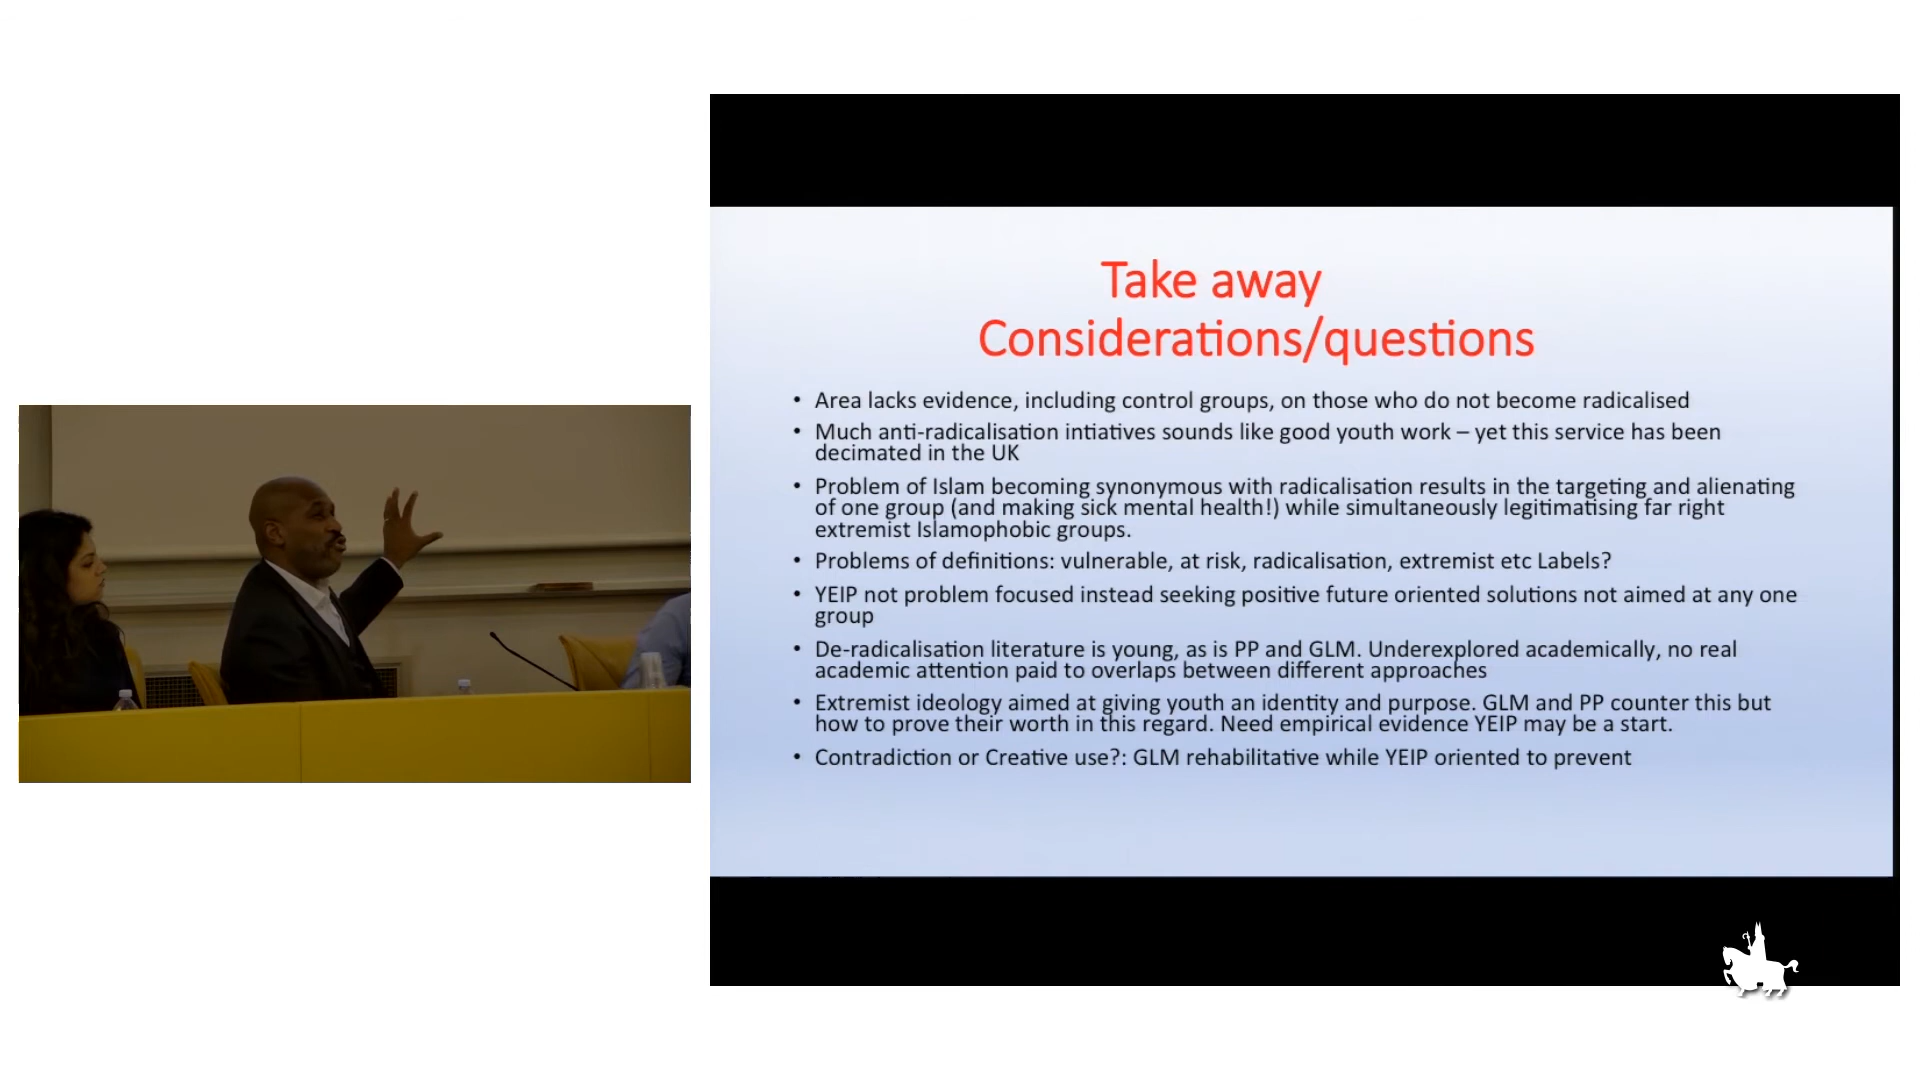 Take away
Considerations/questions
• Area lacks evidence, including control groups, on those who do not become radicalised
• Much anti-radicalisation intiatives sounds like good youth work – yet this service has been
decimated in the UK
• Problem of Islam becoming synonymous with radicalisation results in the targeting and alienating
of one group (and making sick mental health!) while simultaneously legitimatising far right
extremist Islamophobic groups.
• Problems of definitions: vulnerable, at risk, radicalisation, extremist etc Labels?
• YEIP not problem focused instead seeking positive future oriented solutions not aimed at any one
group
• De-radicalisation literature is young, as is PP and GLM. Underexplored academically, no real
academic attention paid to overlaps between different approaches
• Extremist ideology aimed at giving youth an identity and purpose. GLM and PP counter this but
how to prove their worth in this regard. Need empirical evidence YEIP may be a start.
• Contradiction or Creative use?: GLM rehabilitative while YEIP oriented to prevent